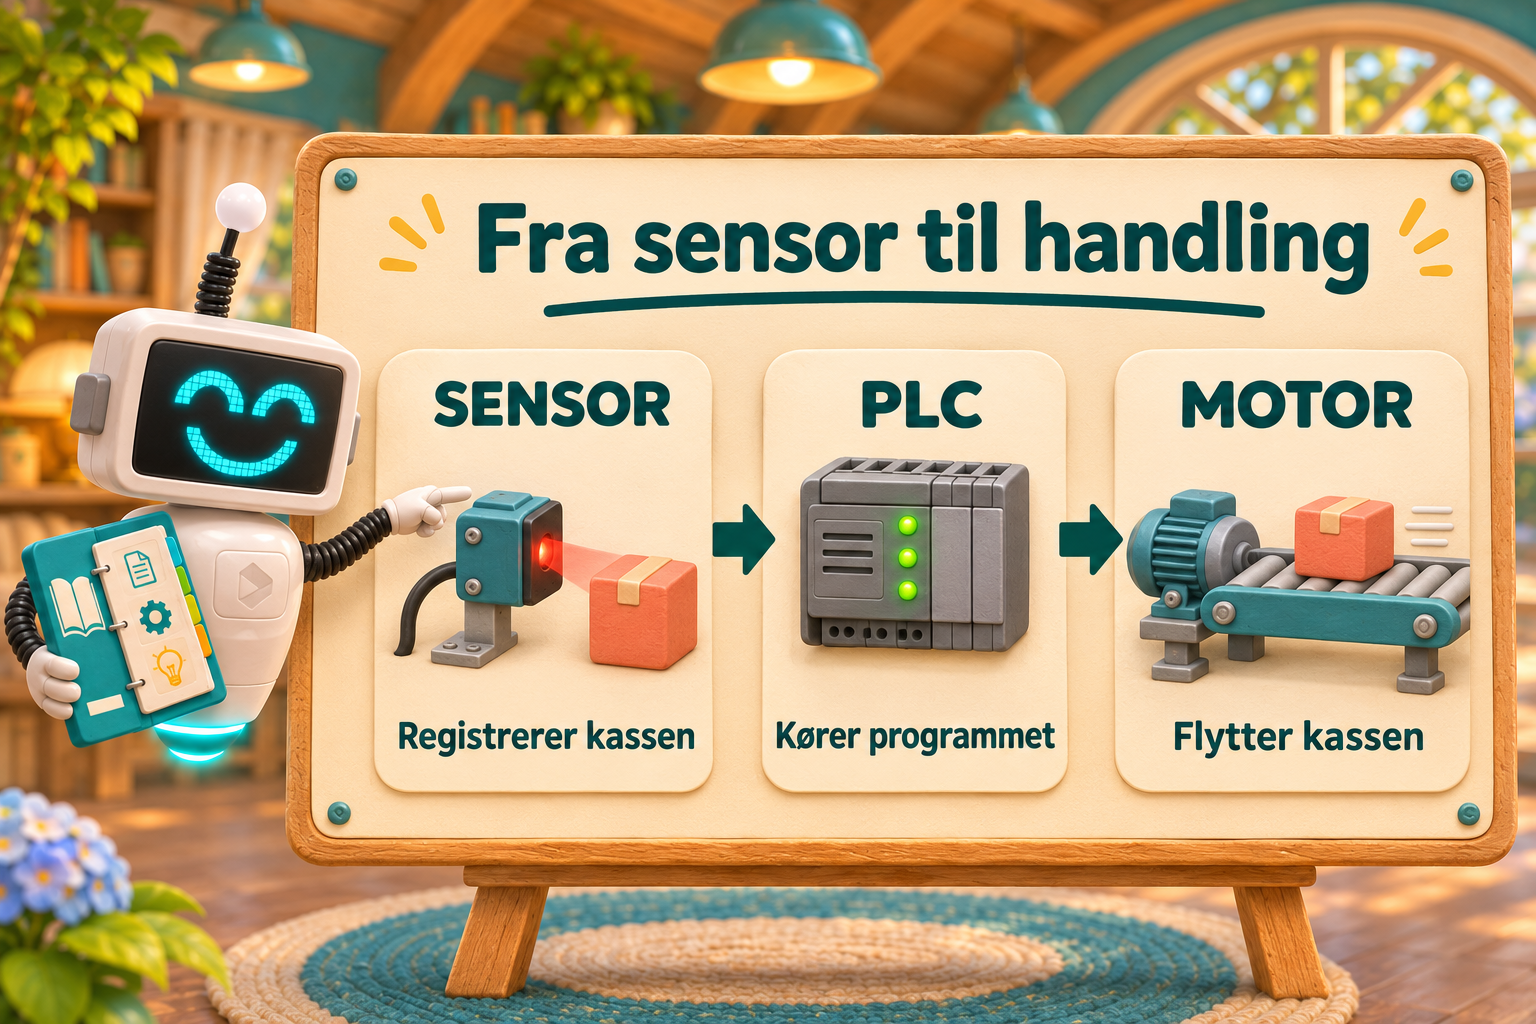 Fra sensor til handling
SENSOR
Registrerer kassen
PLC
Kører programmet
MOTOR
Flytter kassen